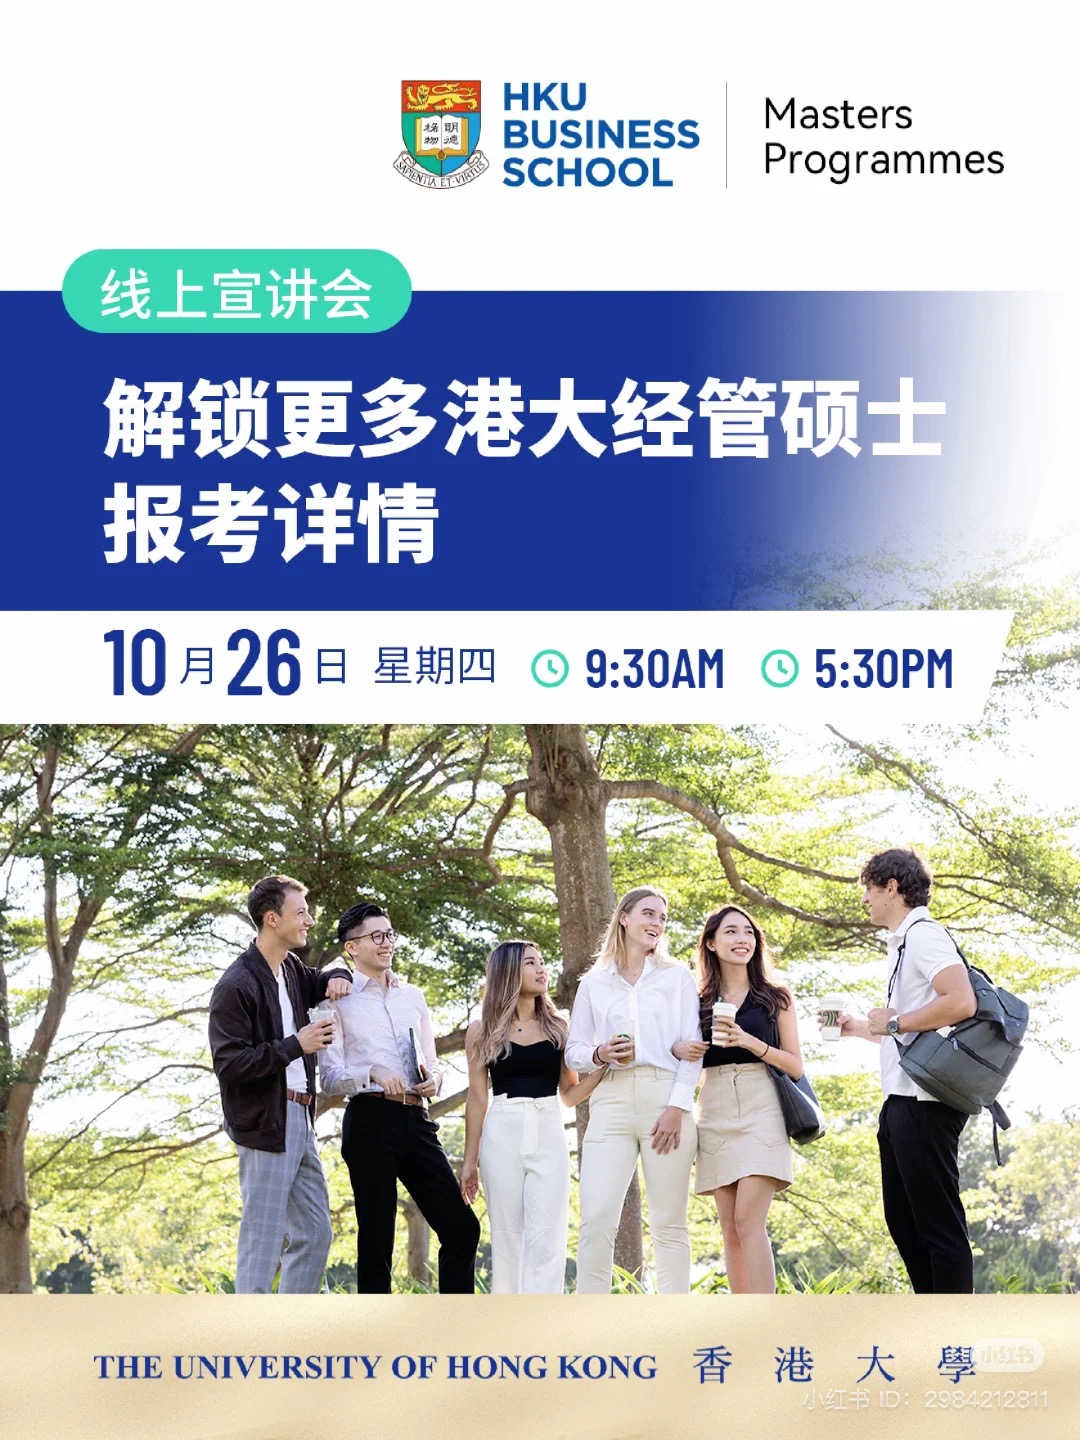 HKU
BUSINESS
SCHOOL
Masters
Programmes
明德
格物
SAPIENTIA·ET·VIRTUS
线上宣讲会
解锁更多港大经管硕士
报考详情
10月26日 星期四 9:30AM 5:30PM
THE UNIVERSITY OF HONG KONG 香港大學
小红书
小红书 ID: 2984212811